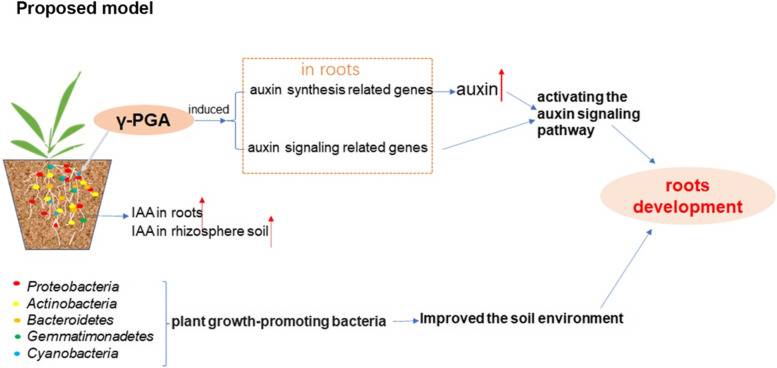 Proposed model
in roots
γ-PGA
induced
auxin synthesis related genes
auxin
auxin signaling related genes
activating the
auxin signaling
pathway
roots
development
IAA in roots
IAA in rhizosphere soil
Proteobacteria
Actinobacteria
Bacteroidetes
Gemmatimonadetes
Cyanobacteria
plant growth-promoting bacteria
Improved the soil environment